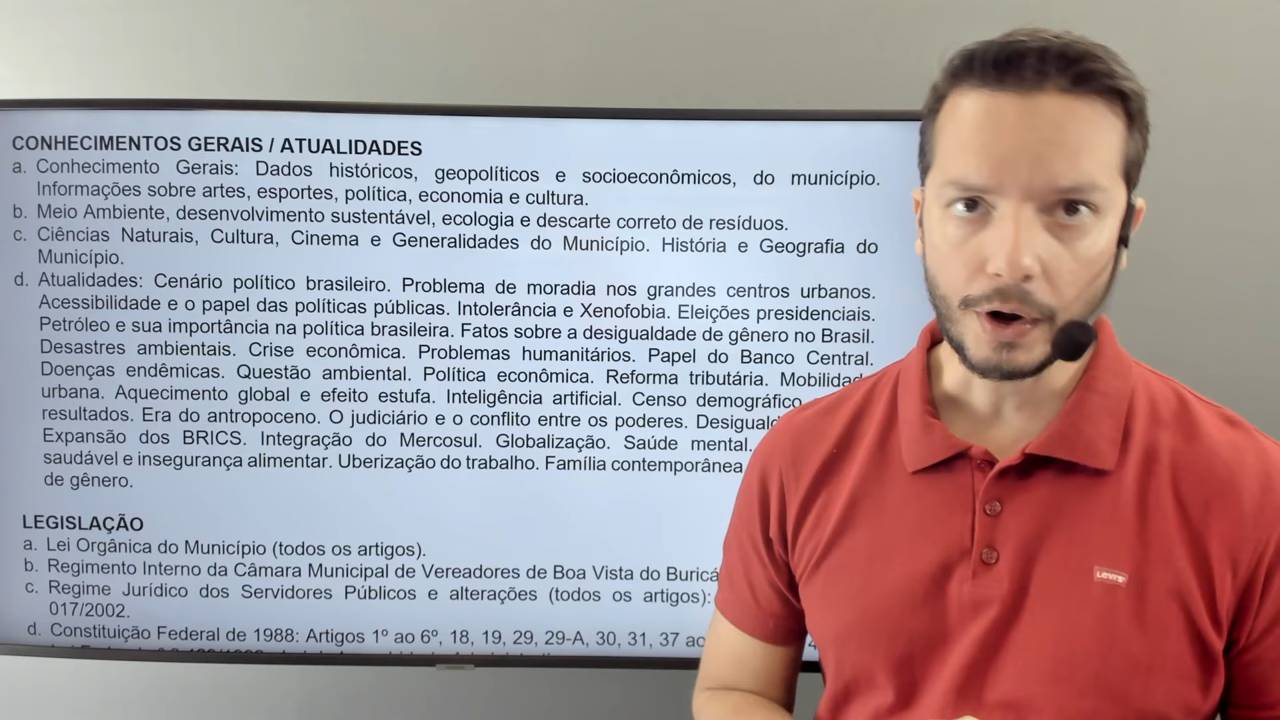 CONHECIMENTOS GERAIS / ATUALIDADES
a. Conhecimento Gerais: Dados históricos, geopolíticos e socioeconômicos, do município.
Informações sobre artes, esportes, política, economia e cultura.
b. Meio Ambiente, desenvolvimento sustentável, ecologia e descarte correto de resíduos.
c. Ciências Naturais, Cultura, Cinema e Generalidades do Município. História e Geografia do
Município.
d. Atualidades: Cenário político brasileiro. Problema de moradia nos grandes centros urbanos.
Acessibilidade e o papel das políticas públicas. Intolerância e Xenofobia. Eleições presidenciais.
Petróleo e sua importância na política brasileira. Fatos sobre a desigualdade de gênero no Brasil.
Desastres ambientais. Crise econômica. Problemas humanitários. Papel do Banco Central.
Doenças endêmicas. Questão ambiental. Política econômica. Reforma tributária. Mobilidad
urbana. Aquecimento global e efeito estufa. Inteligência artificial. Censo demográfico
resultados. Era do antropoceno. O judiciário e o conflito entre os poderes. Desigual
Expansão dos BRICS. Integração do Mercosul. Globalização. Saúde mental.
saudável e insegurança alimentar. Uberização do trabalho. Família contemporânea
de gênero.
LEGISLAÇÃO
a. Lei Orgânica do Município (todos os artigos).
b. Regimento Interno da Câmara Municipal de Vereadores de Boa Vista do Buricá
c. Regime Jurídico dos Servidores Públicos e alterações (todos os artigos):
017/2002.
d. Constituição Federal de 1988: Artigos 1º ao 6º, 18, 19, 29, 29-A, 30, 31, 37 ao
Levi's